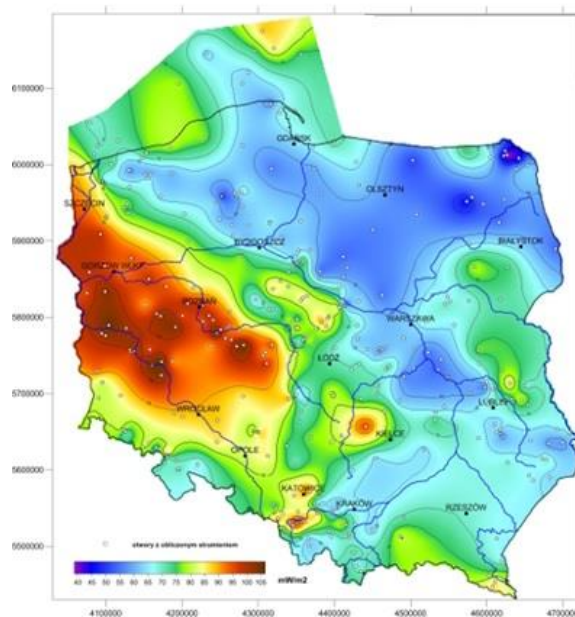 6100000
GDAŃSK
6000000
OLSZTYN
SZCZECIN
5900000
BYDGOSZCZ
BIAŁYSTOK
GORZÓW WLKP
POZNAŃ
5800000
WARSZAWA
ŁÓDŹ
5700000
WROCŁAW
LUBLIN
KIELCE
OPOLE
5600000
KATOWICE
KRAKÓW
RZESZÓW
5500000
otwory z obliczonym strumieniem
mW/m2
40 50 55 60 65 70 75 80 85 90 95 100 105
4100000 4200000 4300000 4400000 4500000 4600000 4700000